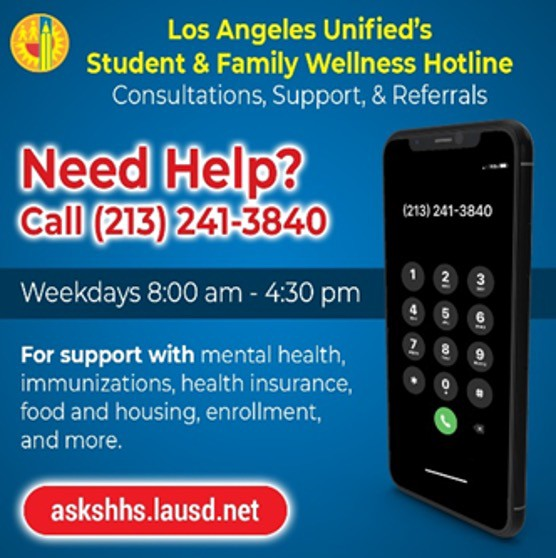 Los Angeles Unified's
Student & Family Wellness Hotline
Consultations, Support, & Referrals
Need Help?
Call (213) 241-3840
Weekdays 8:00 am - 4:30 pm
For support with mental health,
immunizations, health insurance,
food and housing, enrollment,
and more.
askshhs.lausd.net
(213) 241-3840
1 2 3
4 5 6
7 8 9
* 0 #